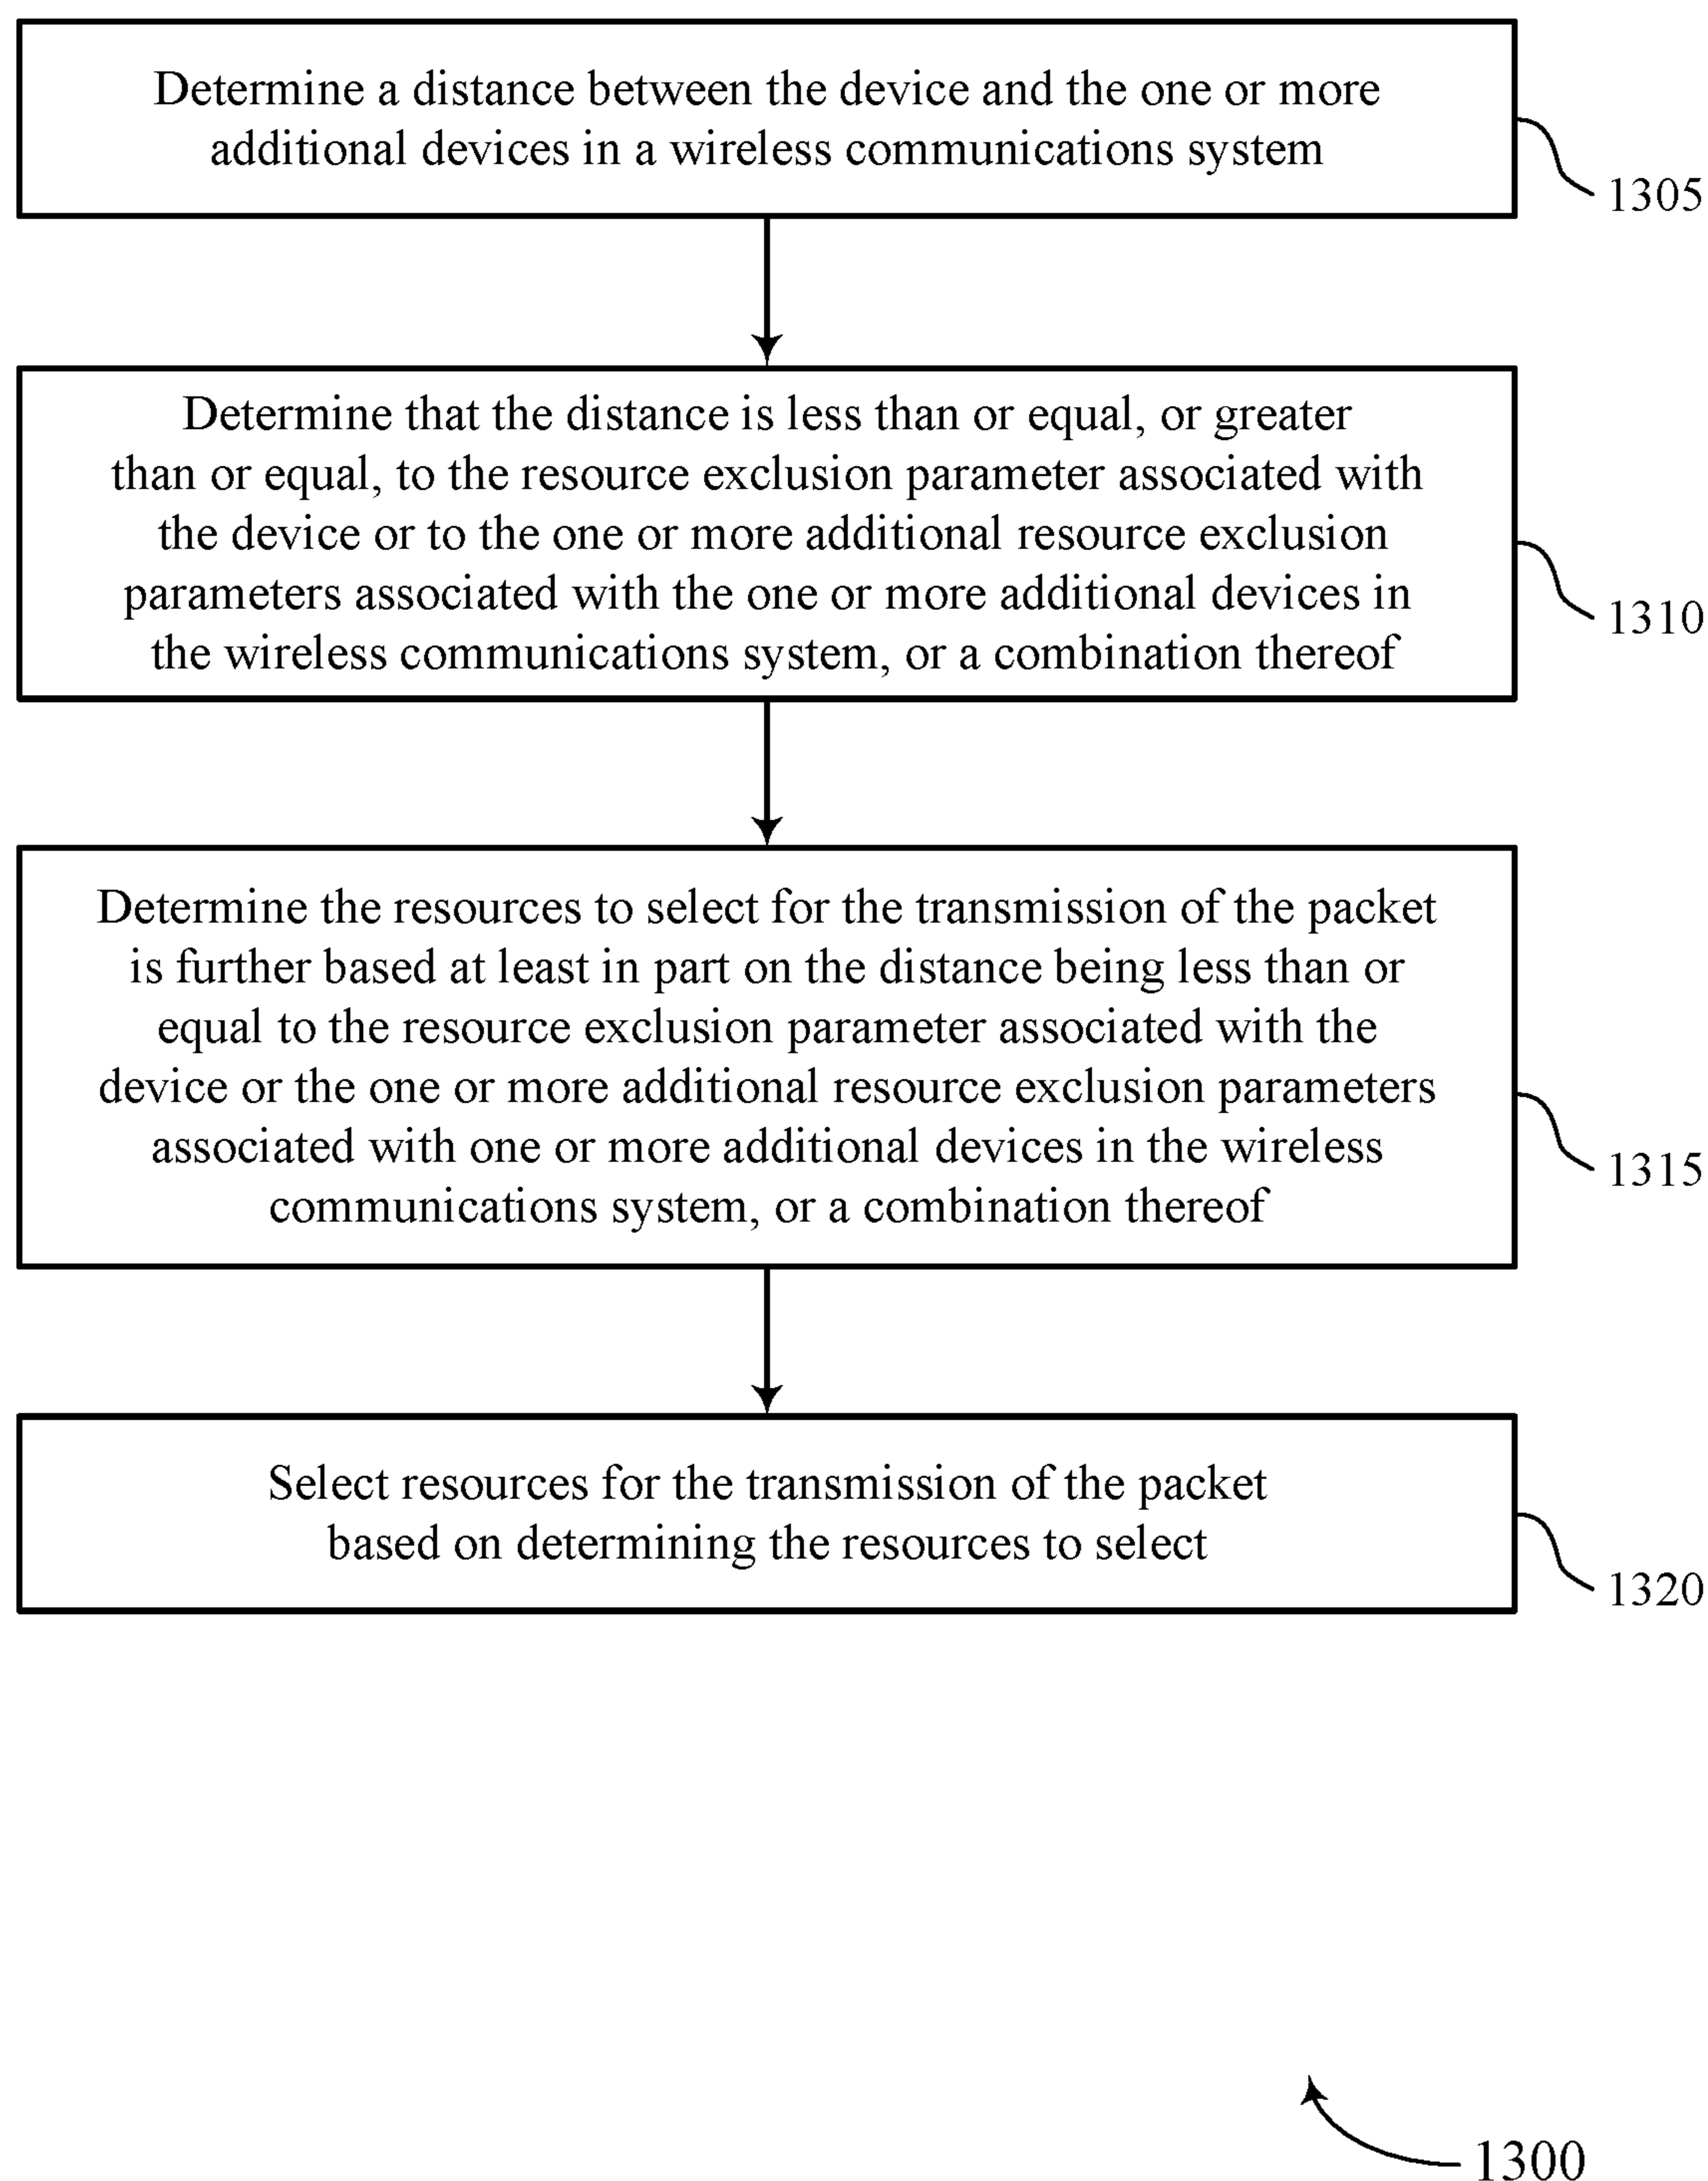 Determine a distance between the device and the one or more
additional devices in a wireless communications system
1305
Determine that the distance is less than or equal, or greater
than or equal, to the resource exclusion parameter associated with
the device or to the one or more additional resource exclusion
parameters associated with the one or more additional devices in
the wireless communications system, or a combination thereof
1310
Determine the resources to select for the transmission of the packet
is further based at least in part on the distance being less than or
equal to the resource exclusion parameter associated with the
device or the one or more additional resource exclusion parameters
associated with one or more additional devices in the wireless
communications system, or a combination thereof
1315
Select resources for the transmission of the packet
based on determining the resources to select
1320
1300